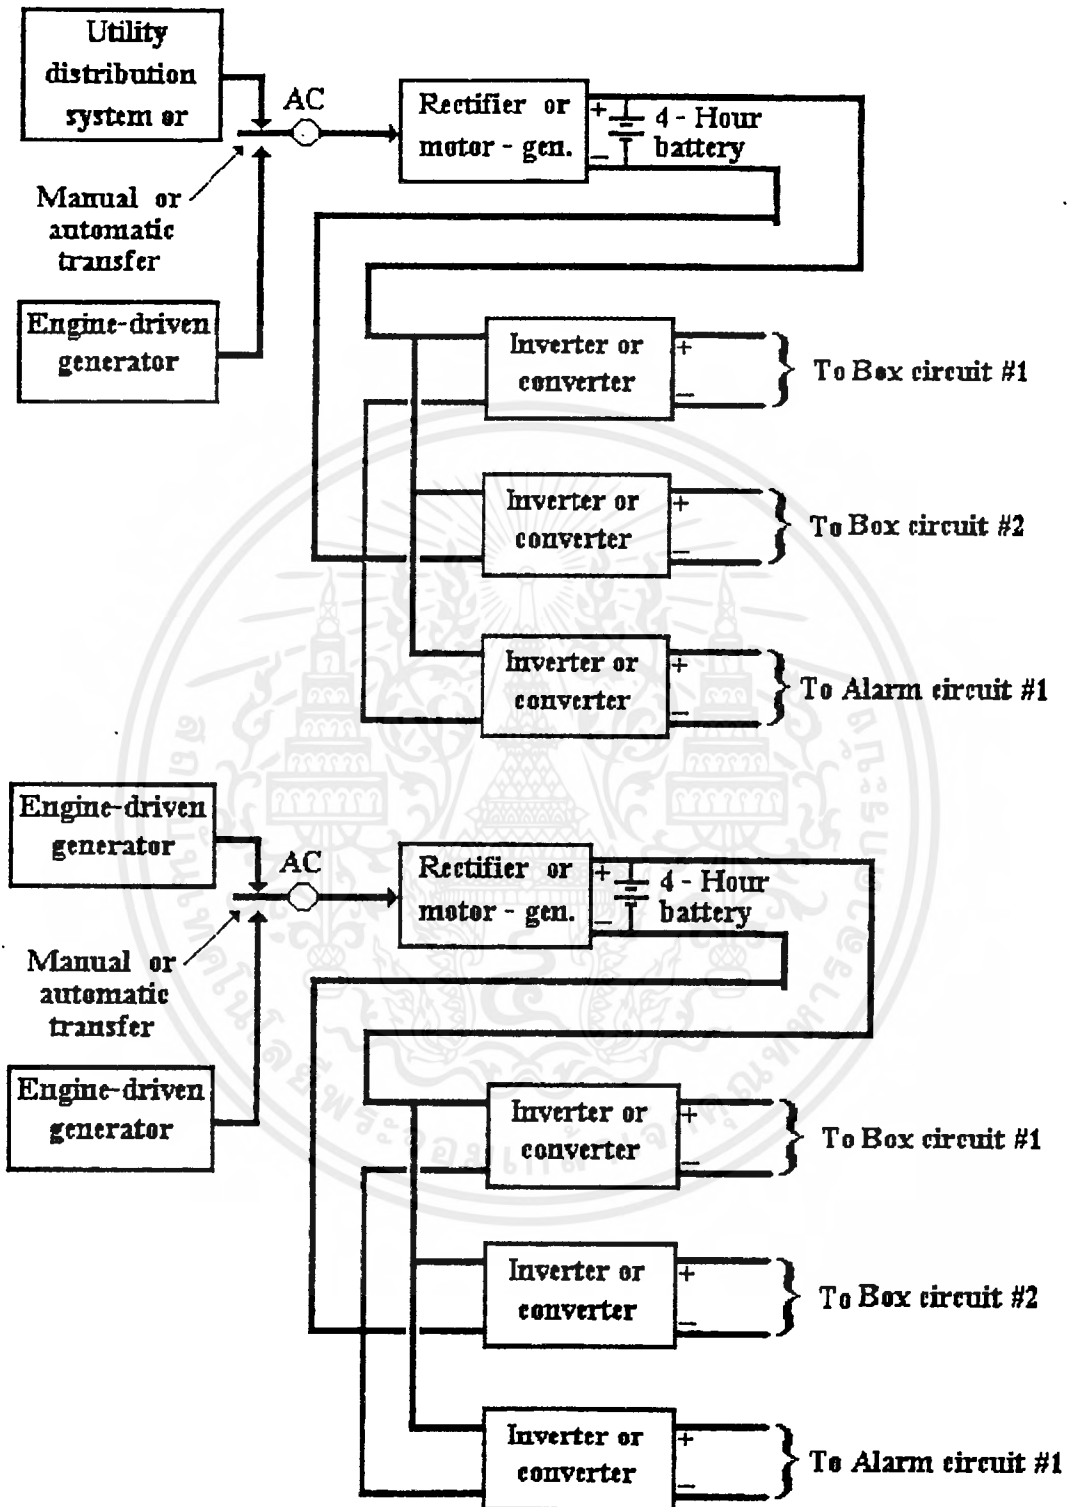 Utility
distribution
system or
AC
Manual or
automatic
transfer
Engine-driven
generator
Rectifier or
motor - gen.
+
−
4 - Hour
battery
Inverter or
converter
+
−
To Box circuit #1
Inverter or
converter
+
−
To Box circuit #2
Inverter or
converter
+
−
To Alarm circuit #1
Engine-driven
generator
AC
Manual or
automatic
transfer
Engine-driven
generator
Rectifier or
motor - gen.
+
−
4 - Hour
battery
Inverter or
converter
+
−
To Box circuit #1
Inverter or
converter
+
−
To Box circuit #2
Inverter or
converter
+
−
To Alarm circuit #1